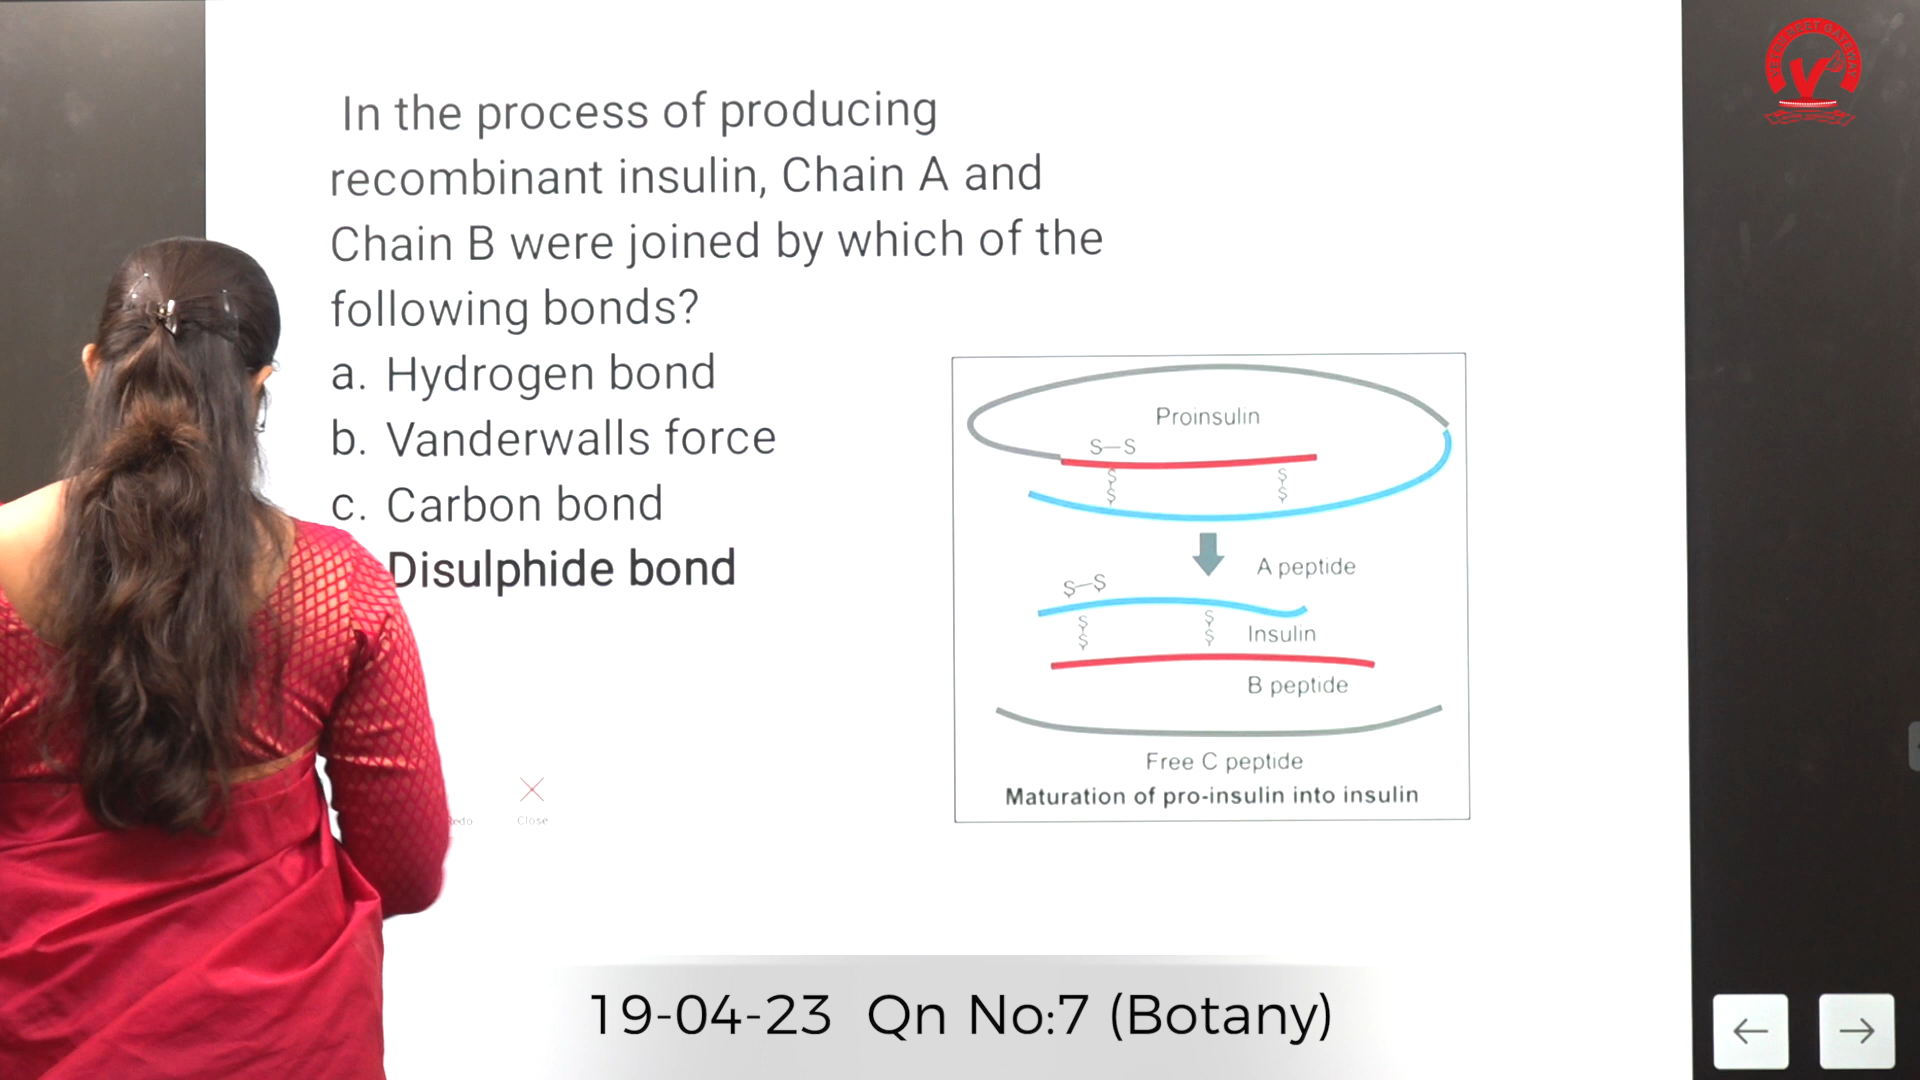 In the process of producing
recombinant insulin, Chain A and
Chain B were joined by which of the
following bonds?
a. Hydrogen bond
b. Vanderwalls force
c. Carbon bond
Disulphide bond
Proinsulin
S—S
S S
S S
A peptide
S—S
S S
S S
Insulin
B peptide
Free C peptide
Maturation of pro-insulin into insulin
Redo Close
19-04-23 Qn No:7 (Botany)